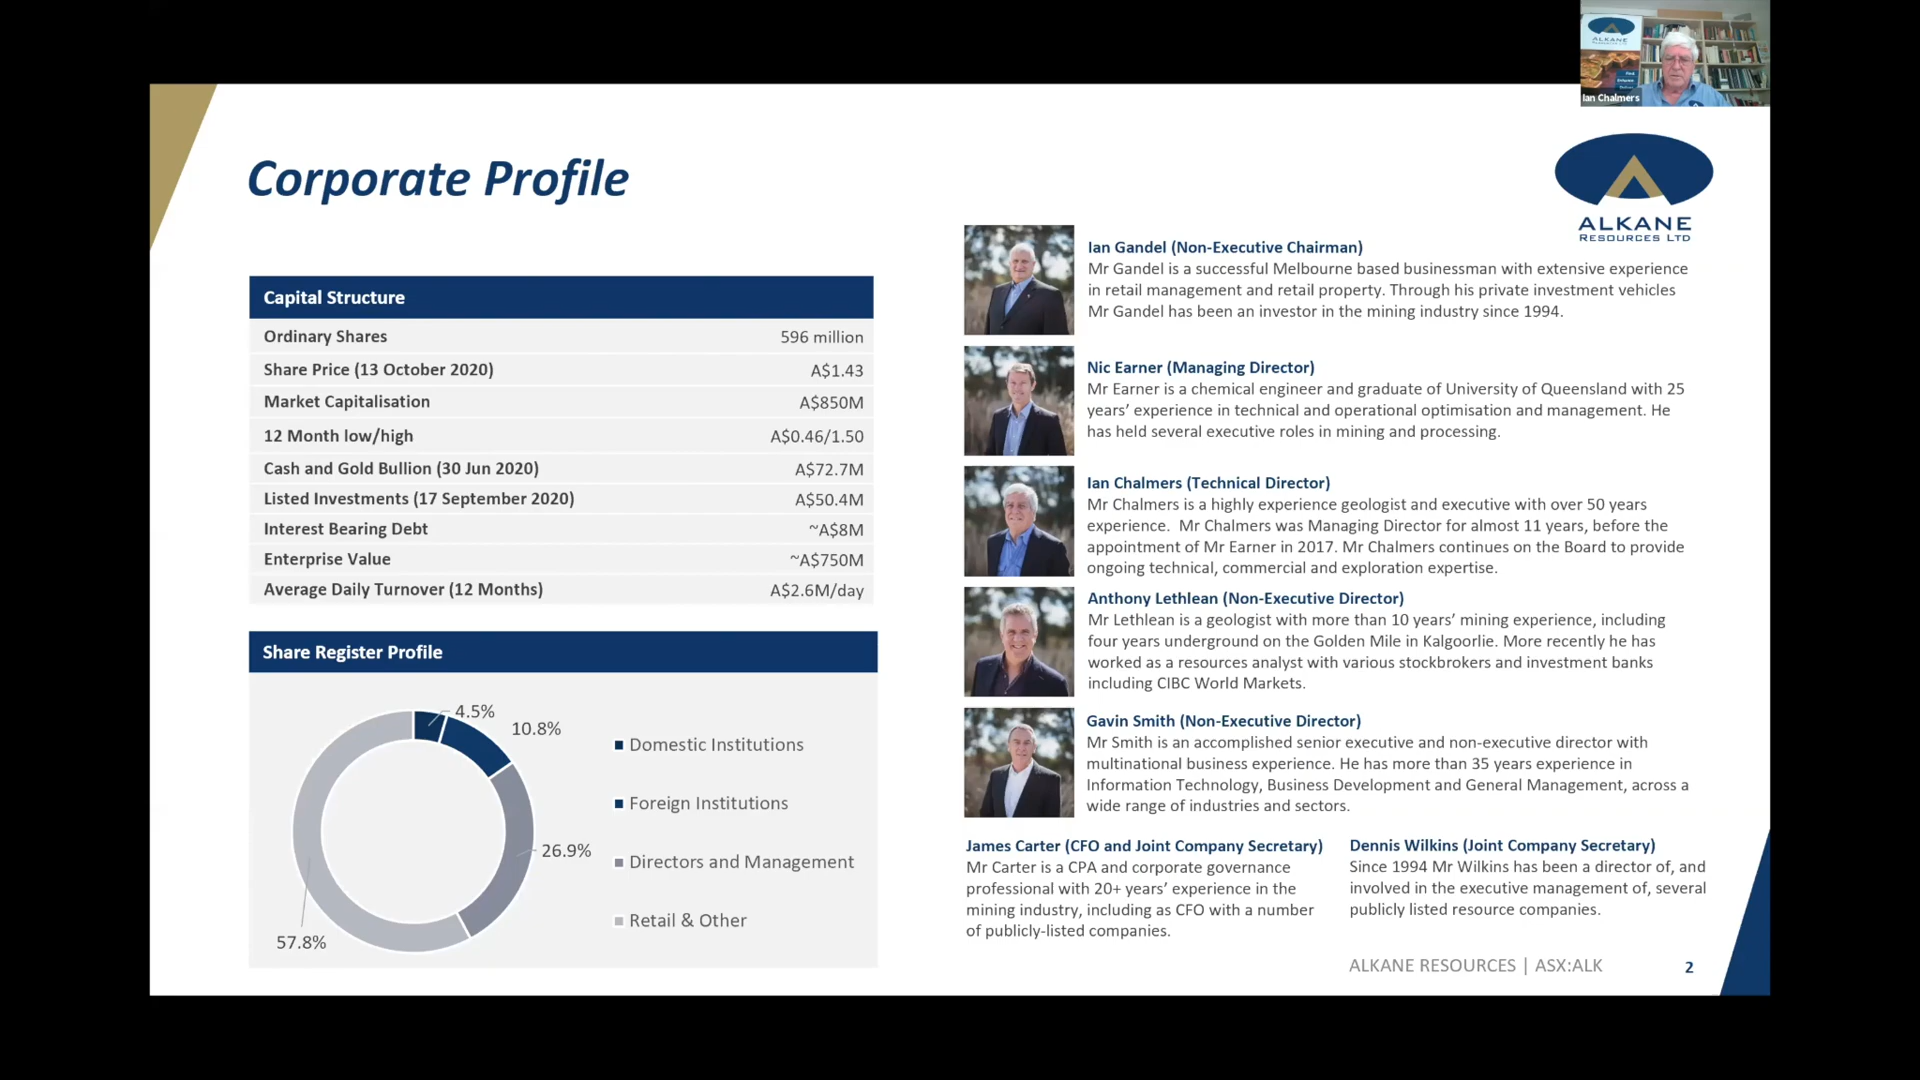 ALKANE
Ian Chalmers
Corporate Profile
ALKANE
RESOURCES LTD
Capital Structure
Ordinary Shares 596 million
Share Price (13 October 2020) A$1.43
Market Capitalisation A$850M
12 Month low/high A$0.46/1.50
Cash and Gold Bullion (30 Jun 2020) A$72.7M
Listed Investments (17 September 2020) A$50.4M
Interest Bearing Debt ~A$8M
Enterprise Value ~A$750M
Average Daily Turnover (12 Months) A$2.6M/day
Share Register Profile
4.5%
10.8%
26.9%
57.8%
Domestic Institutions
Foreign Institutions
Directors and Management
Retail & Other
Ian Gandel (Non-Executive Chairman)
Mr Gandel is a successful Melbourne based businessman with extensive experience
in retail management and retail property. Through his private investment vehicles
Mr Gandel has been an investor in the mining industry since 1994.
Nic Earner (Managing Director)
Mr Earner is a chemical engineer and graduate of University of Queensland with 25
years’ experience in technical and operational optimisation and management. He
has held several executive roles in mining and processing.
Ian Chalmers (Technical Director)
Mr Chalmers is a highly experience geologist and executive with over 50 years
experience.  Mr Chalmers was Managing Director for almost 11 years, before the
appointment of Mr Earner in 2017. Mr Chalmers continues on the Board to provide
ongoing technical, commercial and exploration expertise.
Anthony Lethlean (Non-Executive Director)
Mr Lethlean is a geologist with more than 10 years’ mining experience, including
four years underground on the Golden Mile in Kalgoorlie. More recently he has
worked as a resources analyst with various stockbrokers and investment banks
including CIBC World Markets.
Gavin Smith (Non-Executive Director)
Mr Smith is an accomplished senior executive and non-executive director with
multinational business experience. He has more than 35 years experience in
Information Technology, Business Development and General Management, across a
wide range of industries and sectors.
James Carter (CFO and Joint Company Secretary)
Mr Carter is a CPA and corporate governance
professional with 20+ years’ experience in the
mining industry, including as CFO with a number
of publicly-listed companies.
Dennis Wilkins (Joint Company Secretary)
Since 1994 Mr Wilkins has been a director of, and
involved in the executive management of, several
publicly listed resource companies.
ALKANE RESOURCES | ASX:ALK 2